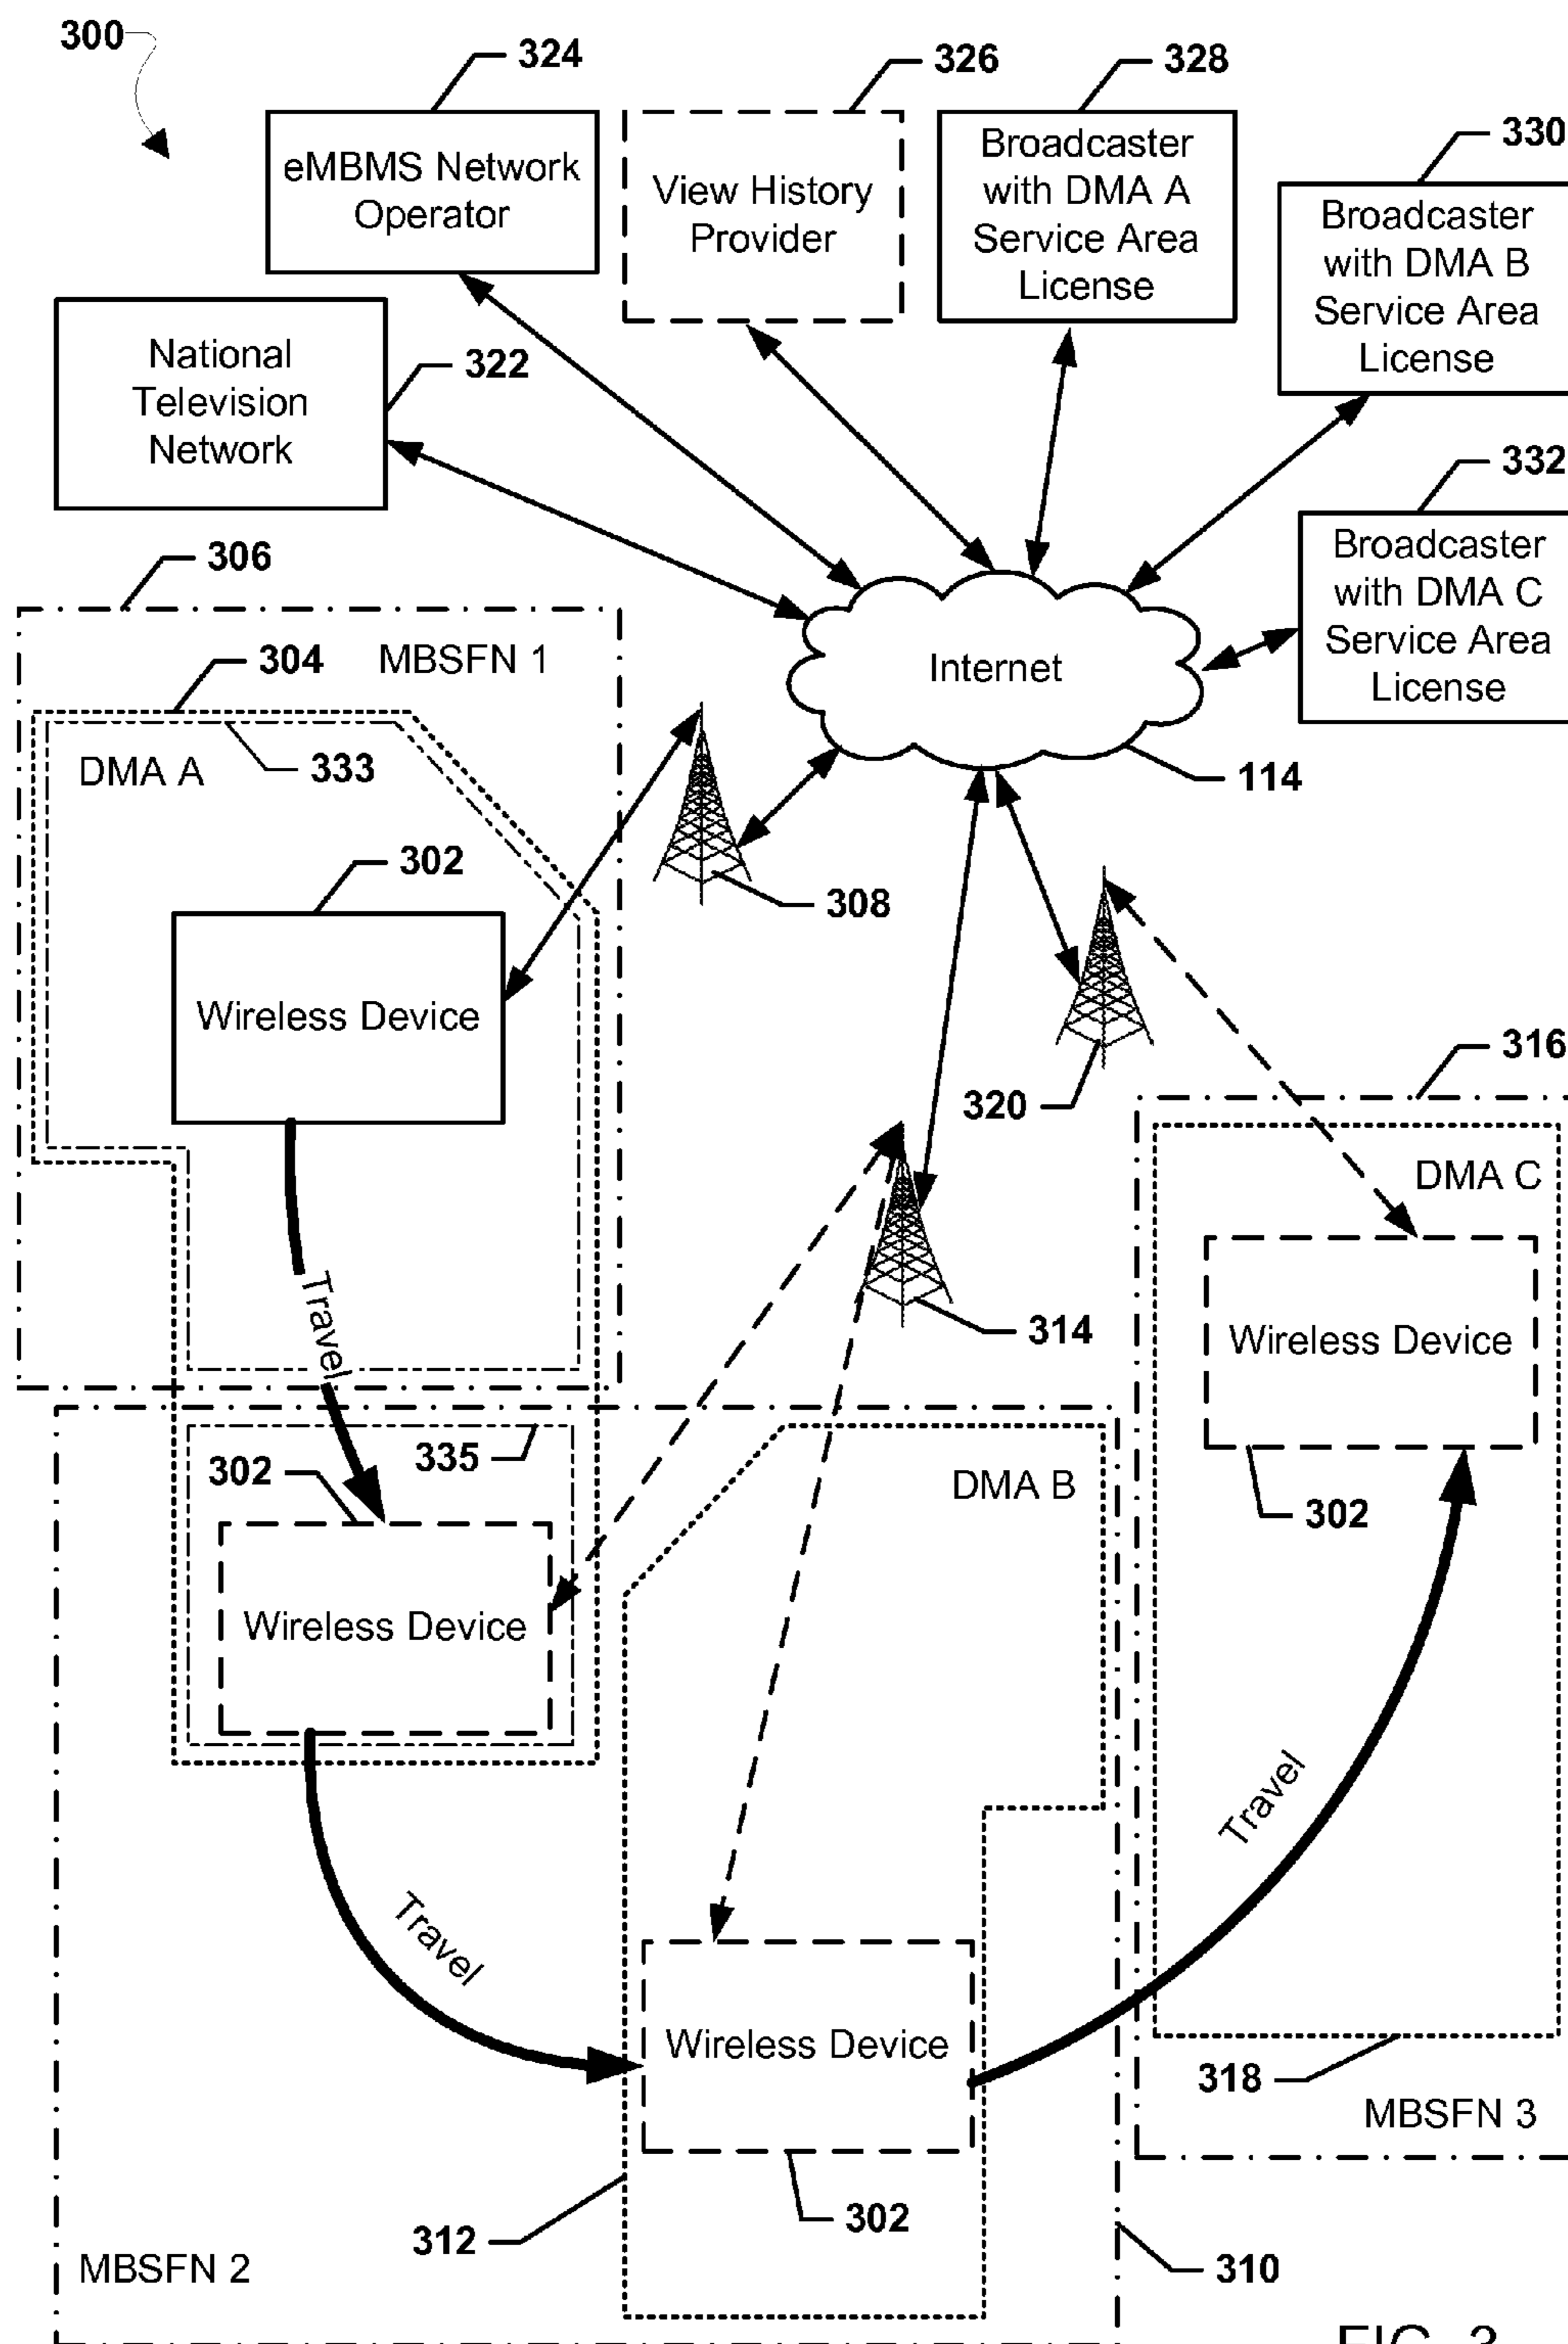 300
324
326
328
330
eMBMS Network
Operator
View History
Provider
Broadcaster
with DMA A
Service Area
License
Broadcaster
with DMA B
Service Area
License
National
Television
Network
322
332
Broadcaster
with DMA C
Service Area
License
306
304
MBSFN 1
Internet
DMA A
333
114
302
308
Wireless Device
320
316
DMA C
Travel
314
Wireless Device
335
302
DMA B
302
Wireless Device
Travel
Travel
Wireless Device
318
MBSFN 3
302
312
MBSFN 2
310
FIG. 3